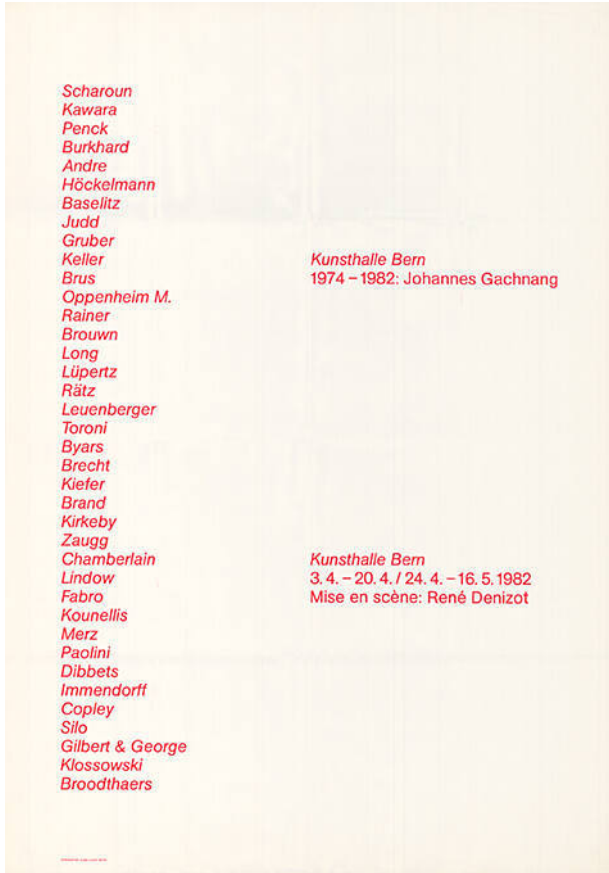 Scharoun
Kawara
Penck
Burkhard
Andre
Höckelmann
Baselitz
Judd
Gruber
Keller
Brus
Oppenheim M.
Rainer
Brouwn
Long
Lüpertz
Rätz
Leuenberger
Toroni
Byars
Brecht
Kiefer
Brand
Kirkeby
Zaugg
Chamberlain
Lindow
Fabro
Kounellis
Merz
Paolini
Dibbets
Immendorff
Copley
Silo
Gilbert & George
Klossowski
Broodthaers
Kunsthalle Bern
1974 – 1982: Johannes Gachnang
Kunsthalle Bern
3. 4. – 20. 4. / 24. 4. – 16. 5. 1982
Mise en scène: René Denizot